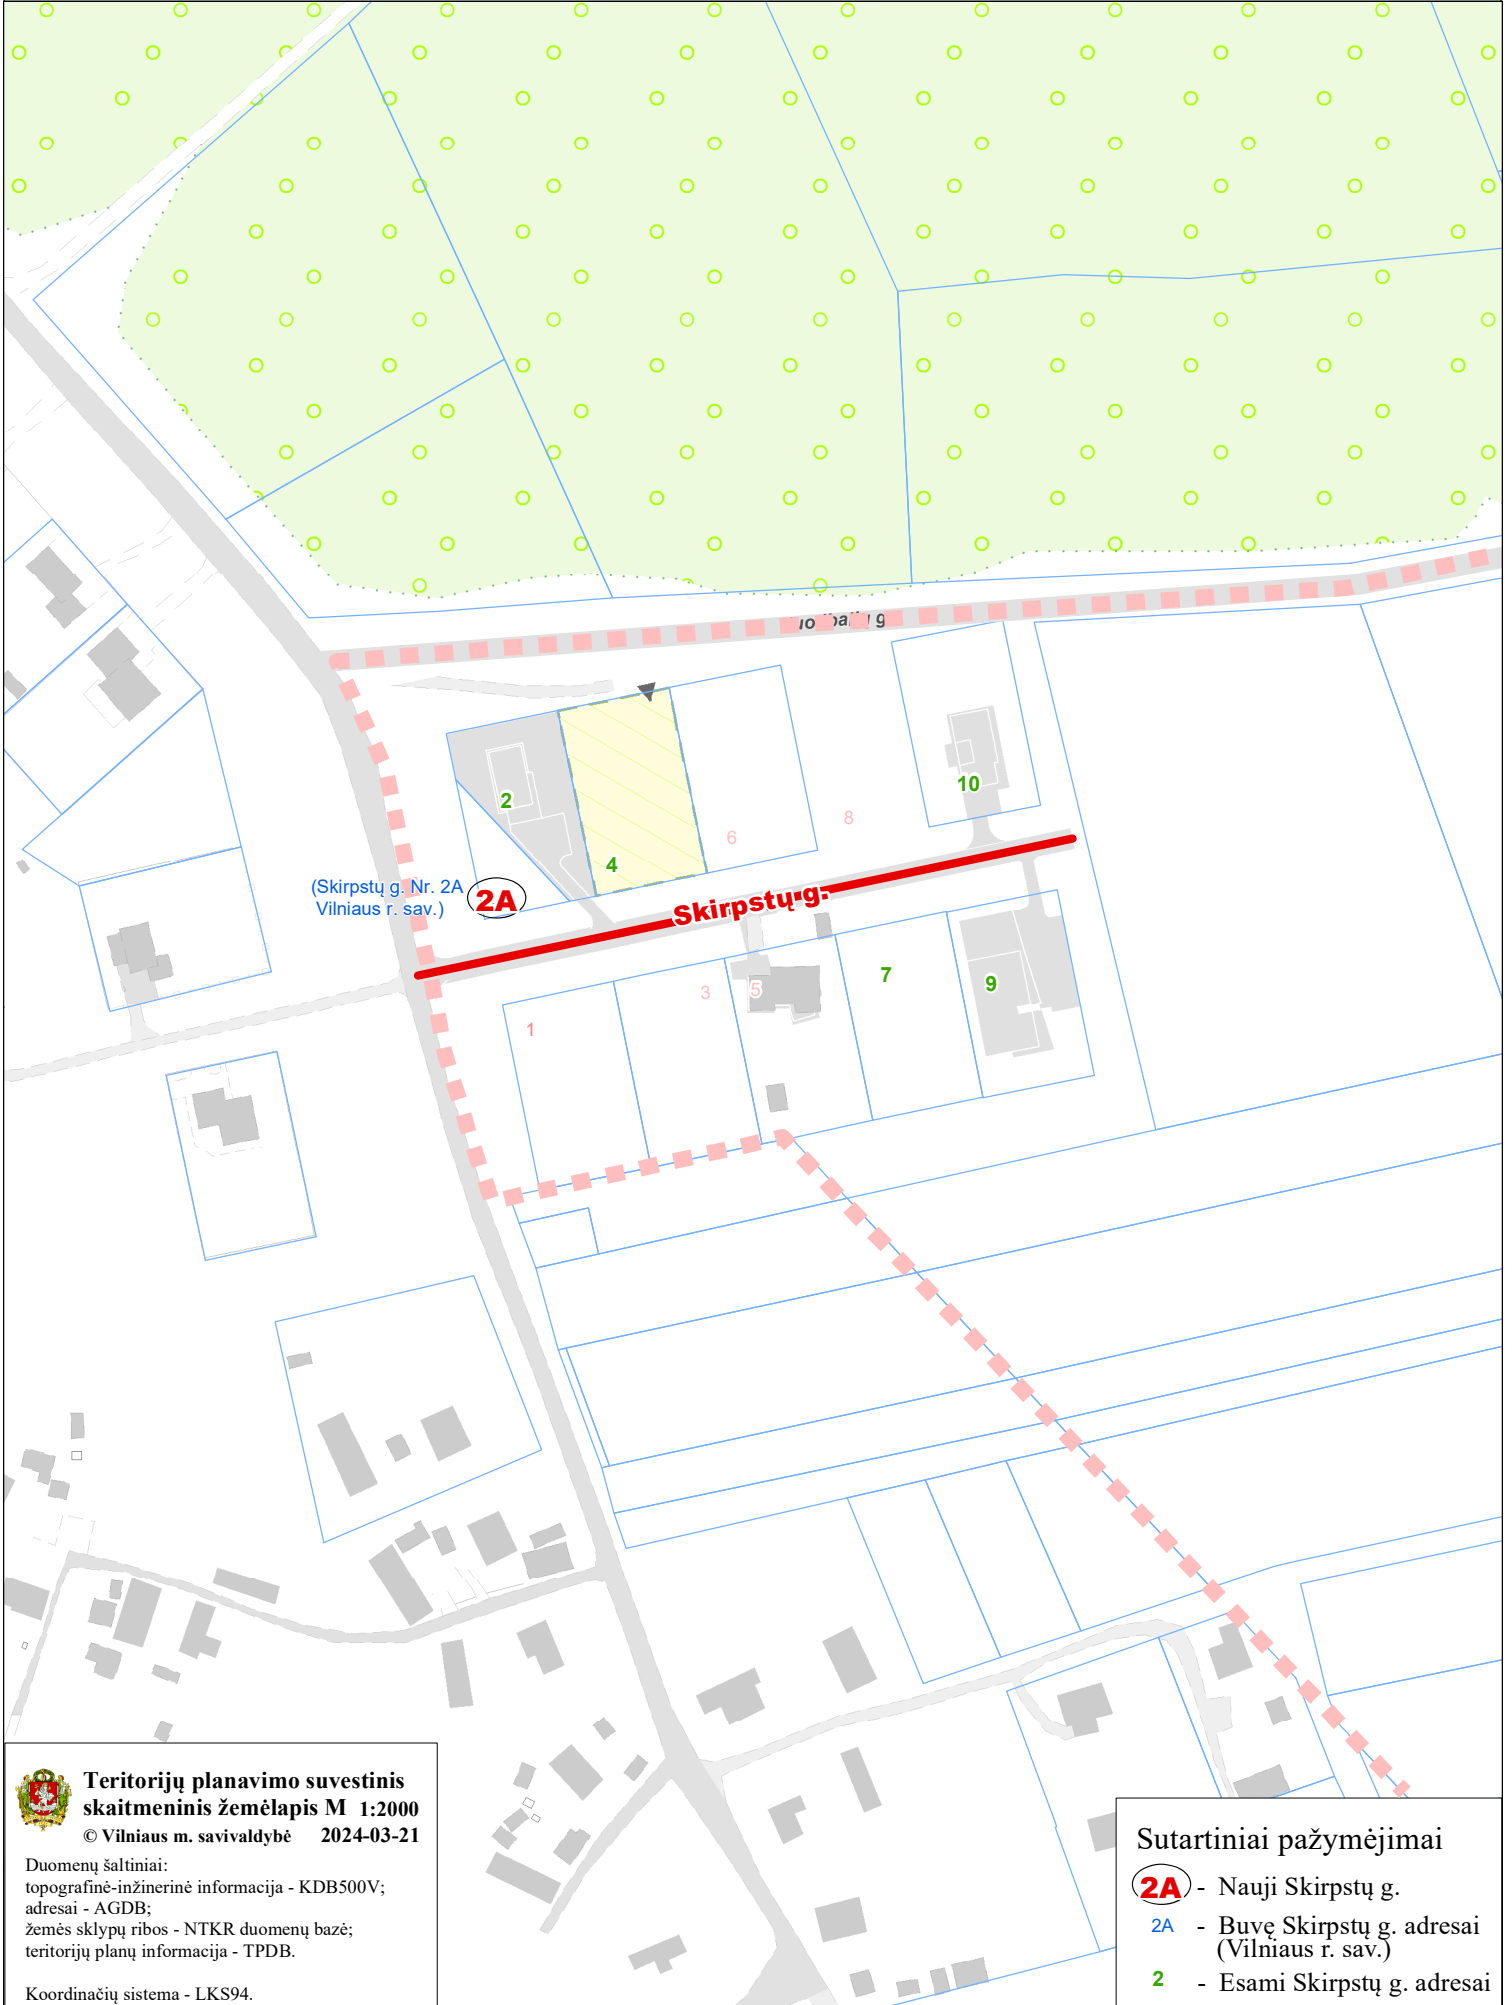 10
2
8
6
4
(Skirpstų g. Nr. 2A
Vilniaus r. sav.)
2A
Skirpstų g.
7
9
3
5
1
Teritorijų planavimo suvestinis
skaitmeninis žemėlapis M 1:2000
© Vilniaus m. savivaldybė 2024-03-21
Duomenų šaltiniai:
topografinė-inžinerinė informacija - KDB500V;
adresai - AGDB;
žemės sklypų ribos - NTKR duomenų bazė;
teritorijų planų informacija - TPDB.
Koordinačių sistema - LKS94.
Sutartiniai pažymėjimai
2A - Nauji Skirpstų g.
2A - Buvę Skirpstų g. adresai
(Vilniaus r. sav.)
2 - Esami Skirpstų g. adresai